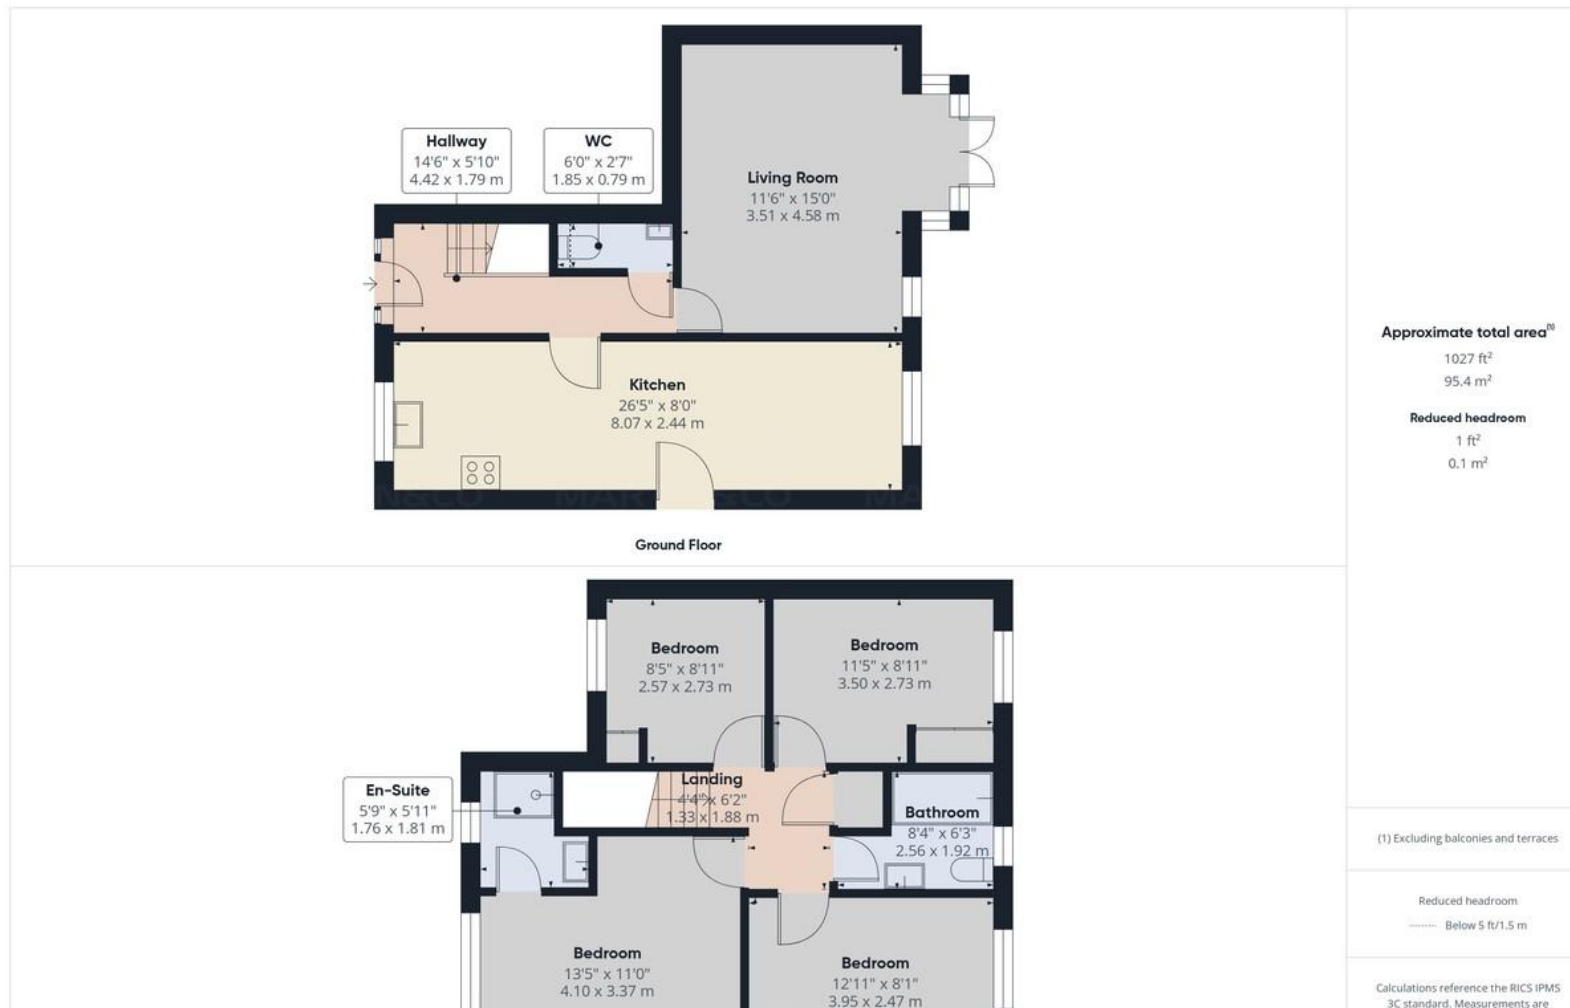 Hallway
14'6" x 5'10"
4.42 x 1.79 m
WC
6'0" x 2'7"
1.85 x 0.79 m
Living Room
11'6" x 15'0"
3.51 x 4.58 m
Kitchen
26'5" x 8'0"
8.07 x 2.44 m
N&CO MAR &CO MA
Ground Floor
Bedroom
8'5" x 8'11"
2.57 x 2.73 m
Bedroom
11'5" x 8'11"
3.50 x 2.73 m
Landing
4'4" x 6'2"
1.33 x 1.88 m
En-Suite
5'9" x 5'11"
1.76 x 1.81 m
Bathroom
8'4" x 6'3"
2.56 x 1.92 m
Bedroom
13'5" x 11'0"
4.10 x 3.37 m
Bedroom
12'11" x 8'1"
3.95 x 2.47 m
Approximate total area(1)
1027 ft²
95.4 m²
Reduced headroom
1 ft²
0.1 m²
(1) Excluding balconies and terraces
Reduced headroom
Below 5 ft/1.5 m
Calculations reference the RICS IPMS
3C standard. Measurements are